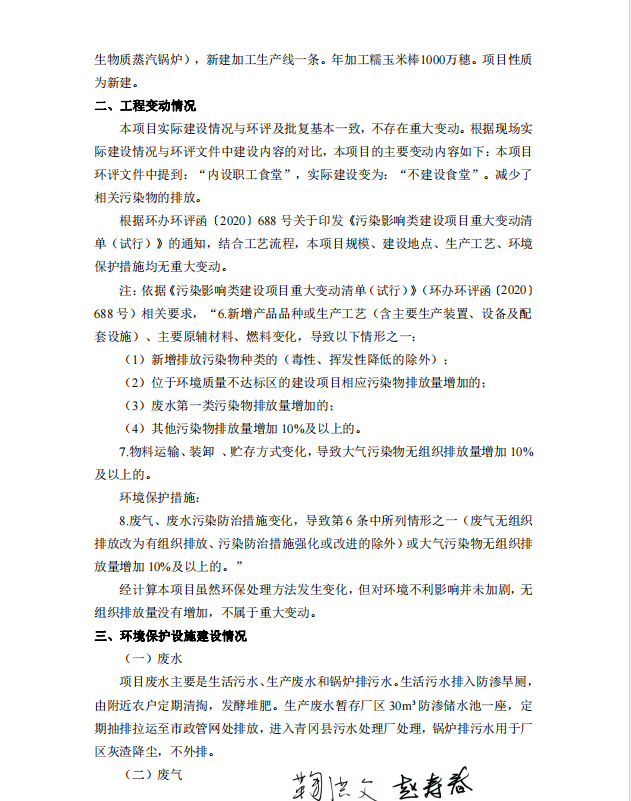 生物质蒸汽锅炉），新建加工生产线一条。年加工糯玉米棒1000万穗。项目性质
为新建。
二、工程变动情况
本项目实际建设情况与环评及批复基本一致，不存在重大变动。根据现场实
际建设情况与环评文件中建设内容的对比，本项目的主要变动内容如下：本项目
环评文件中提到：“内设职工食堂”，实际建设变为：“不建设食堂”。减少了
相关污染物的排放。
根据环办环评函〔2020〕688 号关于印发《污染影响类建设项目重大变动清
单（试行）》的通知，结合工艺流程，本项目规模、建设地点、生产工艺、环境
保护措施均无重大变动。
注：依据《污染影响类建设项目重大变动清单（试行）》（环办环评函〔2020〕
688 号）相关要求，“6.新增产品品种或生产工艺（含主要生产装置、设备及配
套设施）、主要原辅材料、燃料变化，导致以下情形之一：
（1）新增排放污染物种类的（毒性、挥发性降低的除外）；
（2）位于环境质量不达标区的建设项目相应污染物排放量增加的；
（3）废水第一类污染物排放量增加的；
（4）其他污染物排放量增加 10%及以上的。
7.物料运输、装卸 、贮存方式变化，导致大气污染物无组织排放量增加 10%
及以上的。
环境保护措施：
8.废气、废水污染防治措施变化，导致第 6 条中所列情形之一（废气无组织
排放改为有组织排放、污染防治措施强化或改进的除外）或大气污染物无组织排
放量增加 10%及以上的。”
经计算本项目虽然环保处理方法发生变化，但对环境不利影响并未加剧，无
组织排放量没有增加，不属于重大变动。
三、环境保护设施建设情况
（一）废水
项目废水主要是生活污水、生产废水和锅炉排污水。生活污水排入防渗旱厕，
由附近农户定期清掏，发酵堆肥。生产废水暂存厂区 30m³ 防渗储水池一座，定
期抽排拉运至市政管网处排放，进入青冈县污水处理厂处理，锅炉排污水用于厂
区灰渣降尘，不外排。
（二）废气
鞠洪文 赵寿春